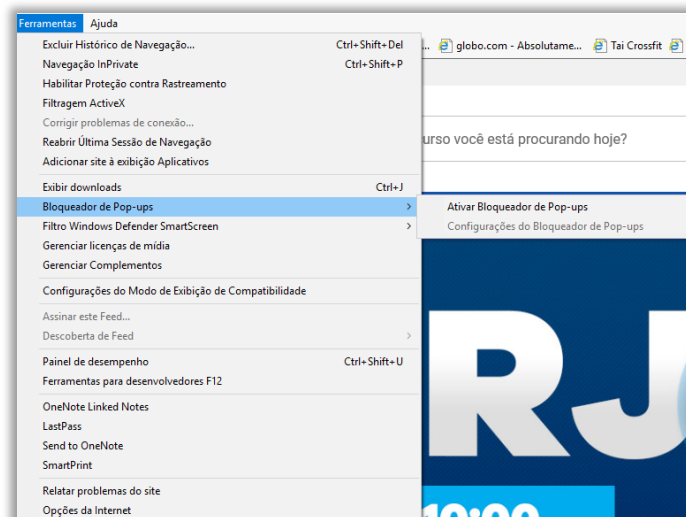 Ferramentas Ajuda
Excluir Histórico de Navegação... Ctrl+Shift+Del
... globo.com - Absolutame... Tai Crossfit
Navegação InPrivate Ctrl+Shift+P
Habilitar Proteção contra Rastreamento
Filtragem ActiveX
Corrigir problemas de conexão...
Reabrir Última Sessão de Navegação
urso você está procurando hoje?
Adicionar site à exibição Aplicativos
Exibir downloads Ctrl+J
Bloqueador de Pop-ups >
Ativar Bloqueador de Pop-ups
Filtro Windows Defender SmartScreen >
Configurações do Bloqueador de Pop-ups
Gerenciar licenças de mídia
Gerenciar Complementos
Configurações do Modo de Exibição de Compatibilidade
Assinar este Feed...
Descoberta de Feed >
Painel de desempenho Ctrl+Shift+U
Ferramentas para desenvolvedores F12
OneNote Linked Notes
LastPass
Send to OneNote
SmartPrint
Relatar problemas do site
Opções da Internet
RJ